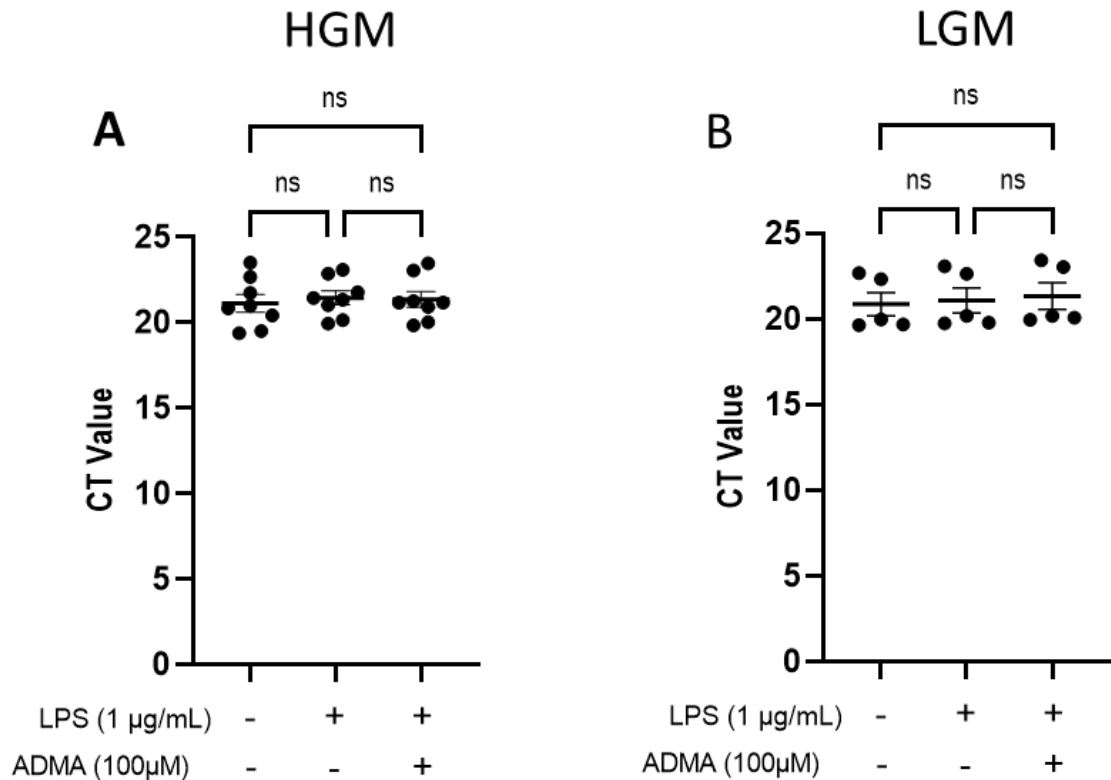 HGM
LGM
A
ns
ns
ns
25
20
15
10
5
0
CT Value
LPS (1 µg/mL) - + +
ADMA (100µM) - - +
B
ns
ns
ns
25
20
15
10
5
0
CT Value
LPS (1 µg/mL) - + +
ADMA (100µM) - - +